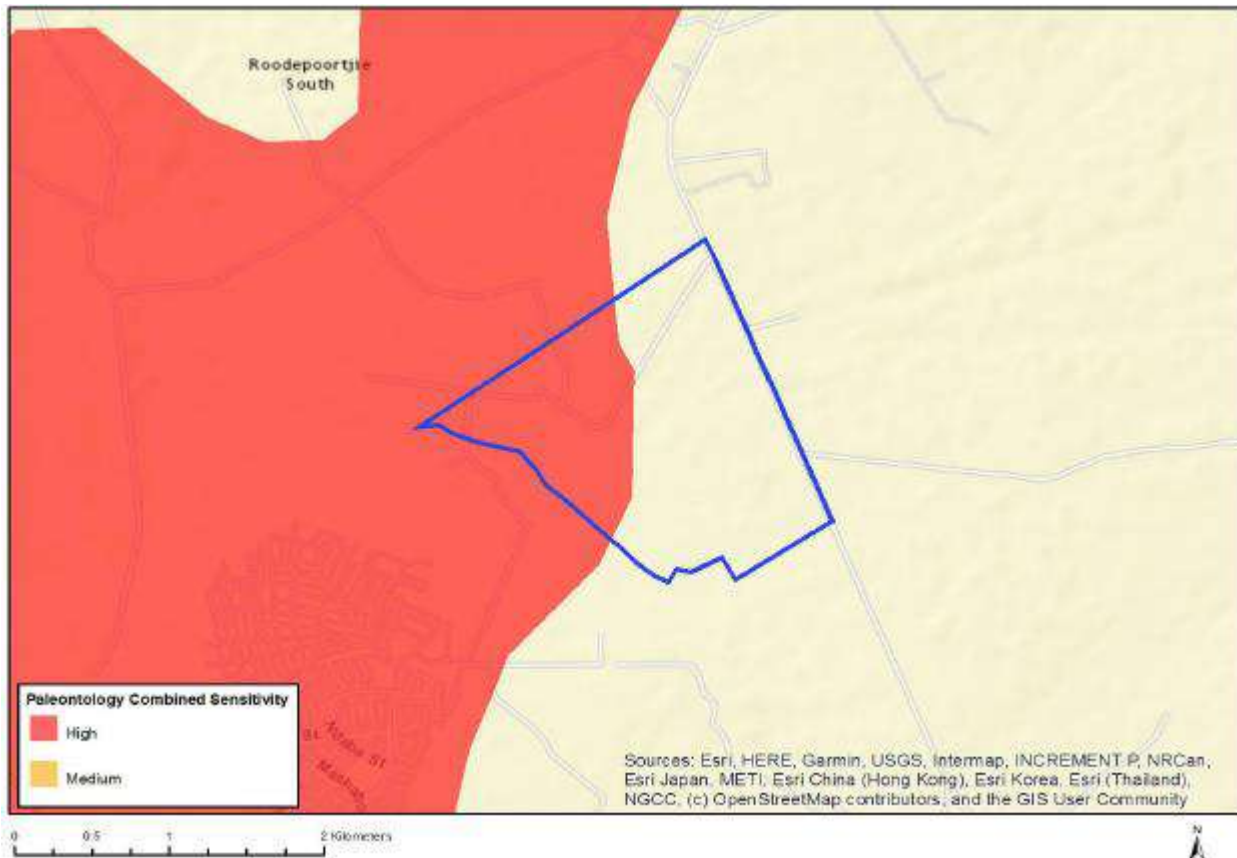 Roodepoortjie
South
Paleontology Combined Sensitivity
High
Medium
Ntaba St
Sources: Esri, HERE, Garmin, USGS, Intermap, INCREMENT P, NRCan,
Esri Japan, METI, Esri China (Hong Kong), Esri Korea, Esri (Thailand),
NGCC, (c) OpenStreetMap contributors, and the GIS User Community
0 0.5 1 2 Kilometers
N